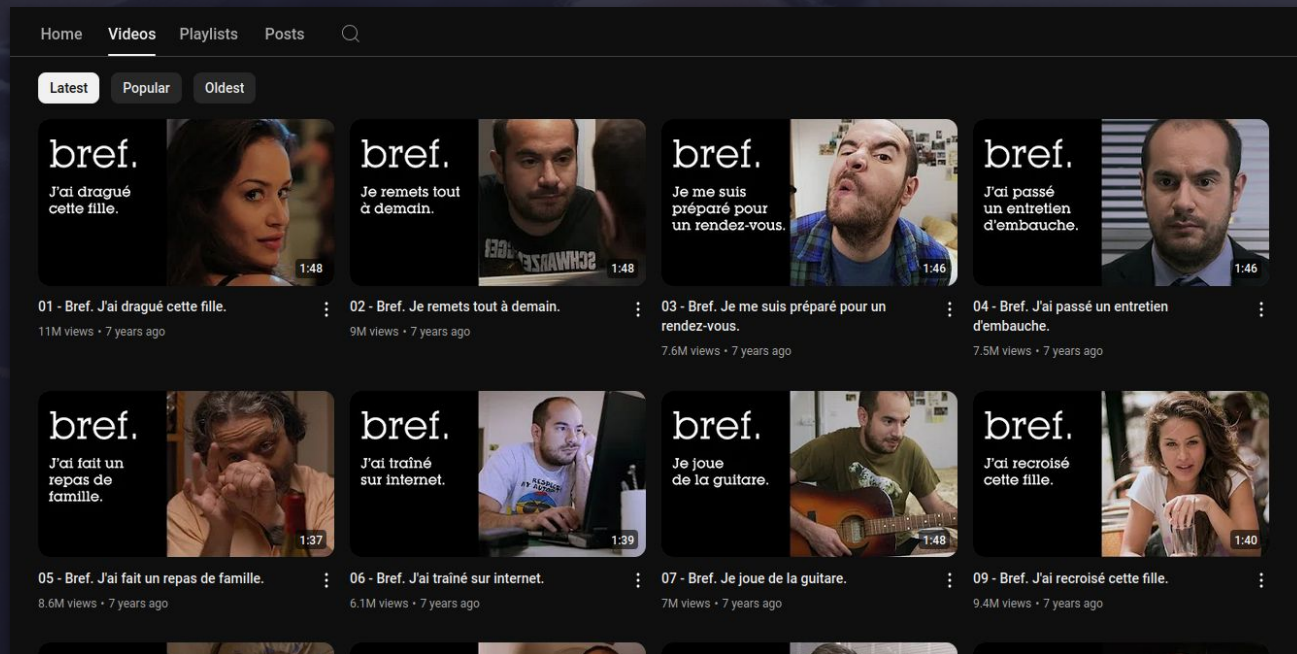 Home Videos Playlists Posts
Latest Popular Oldest
bref.
J'ai dragué
cette fille.
1:48
bref.
Je remets tout
à demain.
1:48
bref.
Je me suis
préparé pour
un rendez-vous.
1:46
bref.
J'ai passé
un entretien
d'embauche.
1:46
01 - Bref. J'ai dragué cette fille.
11M views • 7 years ago
02 - Bref. Je remets tout à demain.
9M views • 7 years ago
03 - Bref. Je me suis préparé pour un
rendez-vous.
7.6M views • 7 years ago
04 - Bref. J'ai passé un entretien
d'embauche.
7.5M views • 7 years ago
bref.
J'ai fait un
repas de
famille.
1:37
bref.
J'ai traîné
sur internet.
1:39
bref.
Je joue
de la guitare.
1:48
bref.
J'ai recroisé
cette fille.
1:40
05 - Bref. J'ai fait un repas de famille.
8.6M views • 7 years ago
06 - Bref. J'ai traîné sur internet.
6.1M views • 7 years ago
07 - Bref. Je joue de la guitare.
7M views • 7 years ago
09 - Bref. J'ai recroisé cette fille.
9.4M views • 7 years ago